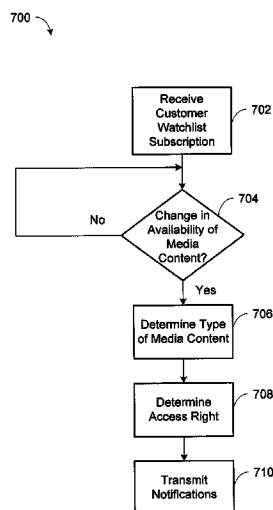 700
Receive
Customer
Watchlist
Subscription
702
704
Change in
Availability of
Media
Content?
No
Yes
706
Determine Type
of Media Content
708
Determine
Access Right
Transmit
Notifications
710